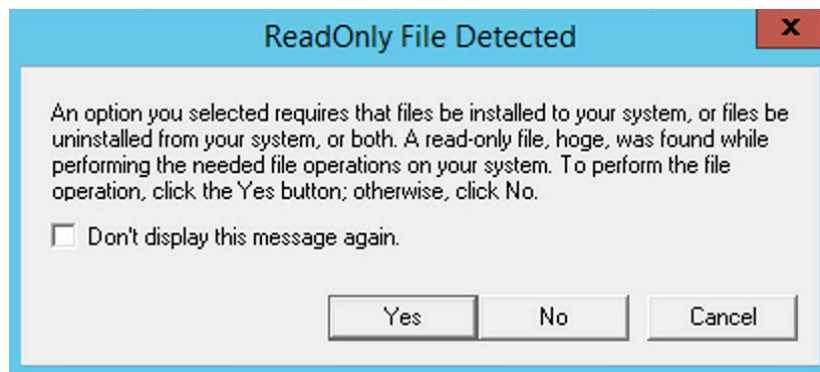 ReadOnly File Detected
x
An option you selected requires that files be installed to your system, or files be
uninstalled from your system, or both. A read-only file, hoge, was found while
performing the needed file operations on your system. To perform the file
operation, click the Yes button; otherwise, click No.
Don't display this message again.
Yes No Cancel